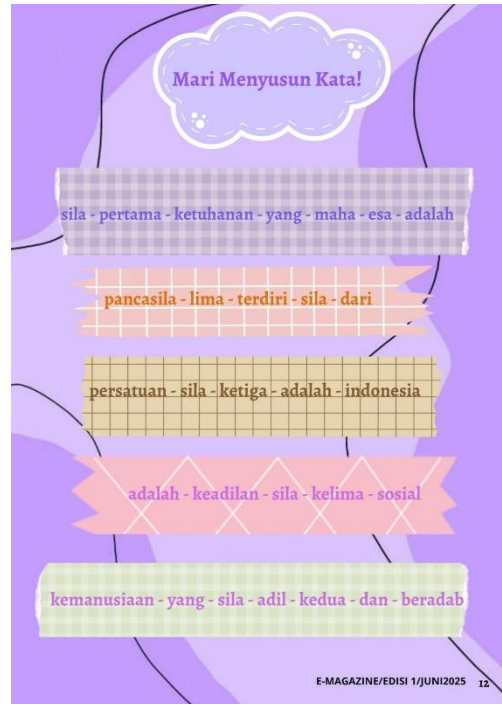 Mari Menyusun Kata!
sila - pertama - ketuhanan - yang - maha - esa - adalah
pancasila - lima - terdiri - sila - dari
persatuan - sila - ketiga - adalah - indonesia
adalah - keadilan - sila - kelima - sosial
kemanusiaan - yang - sila - adil - kedua - dan - beradab
E-MAGAZINE/EDISI 1/JUNI2025 12